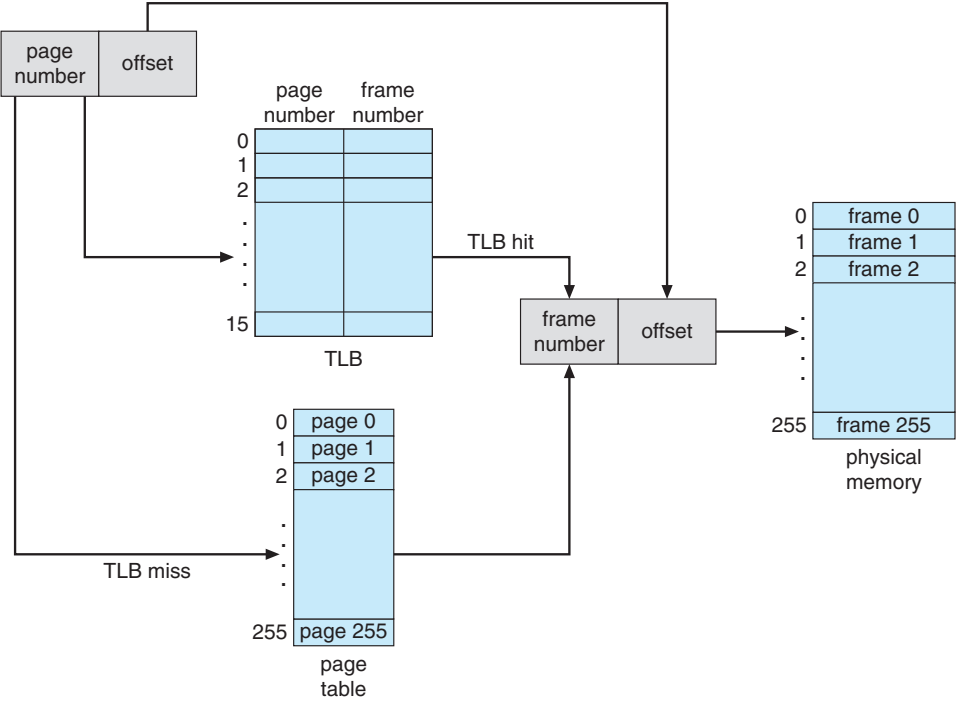 page
number
offset
page
number
frame
number
0
1
2
.
.
.
.
15
TLB
TLB hit
frame
number
offset
0 frame 0
1 frame 1
2 frame 2
.
.
.
.
255 frame 255
physical
memory
0 page 0
1 page 1
2 page 2
.
.
.
.
255 page 255
page
table
TLB miss